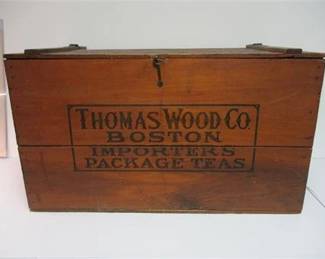 THOMAS WOOD CO.
BOSTON
IMPORTERS
PACKAGE TEAS